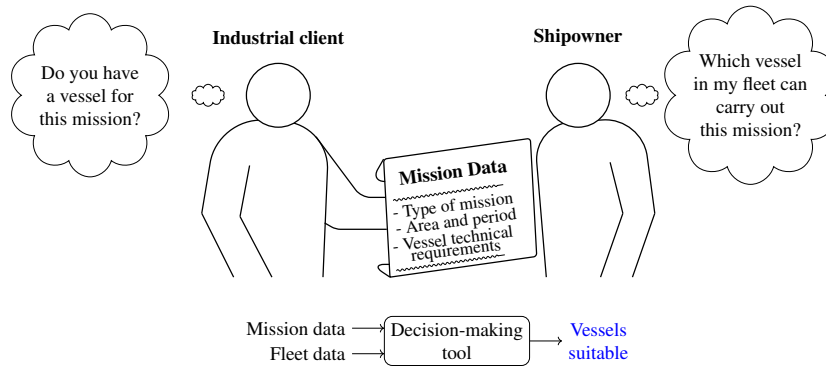 Industrial client
Shipowner
Do you have
a vessel for
this mission?
Which vessel
in my fleet can
carry out
this mission?
Mission Data
- Type of mission
- Area and period
- Vessel technical
requirements
Mission data
Fleet data
Decision-making
tool
Vessels
suitable